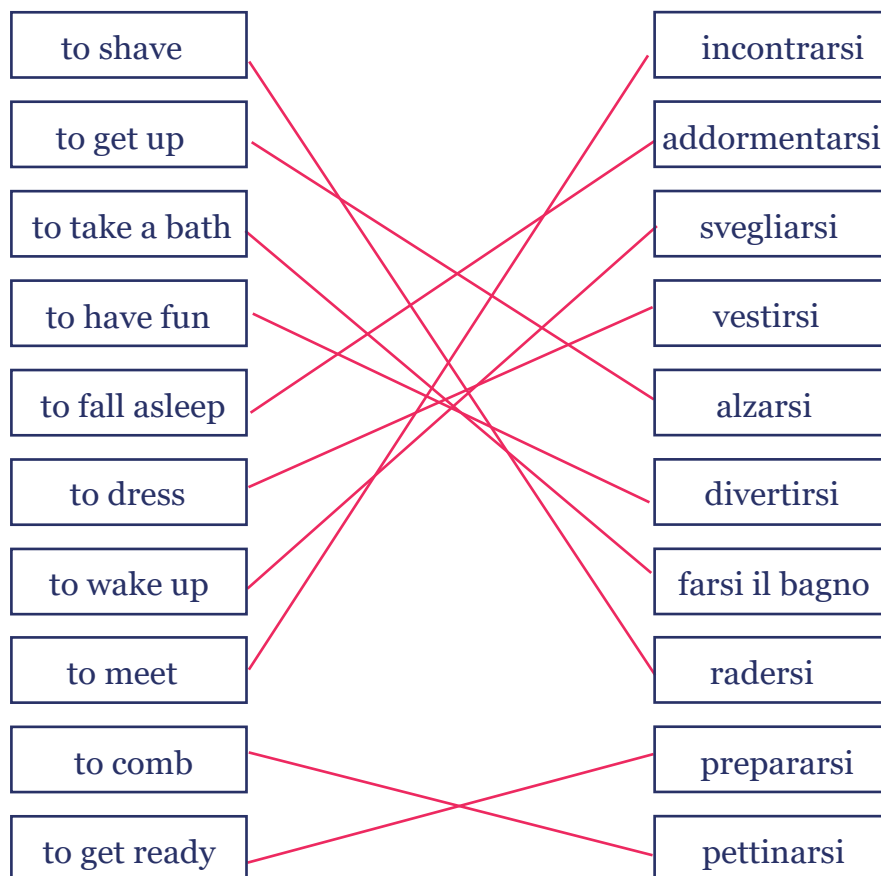 to shave
incontrarsi
to get up
addormentarsi
to take a bath
svegliarsi
to have fun
vestirsi
to fall asleep
alzarsi
to dress
divertirsi
to wake up
farsi il bagno
to meet
radersi
to comb
prepararsi
to get ready
pettinarsi